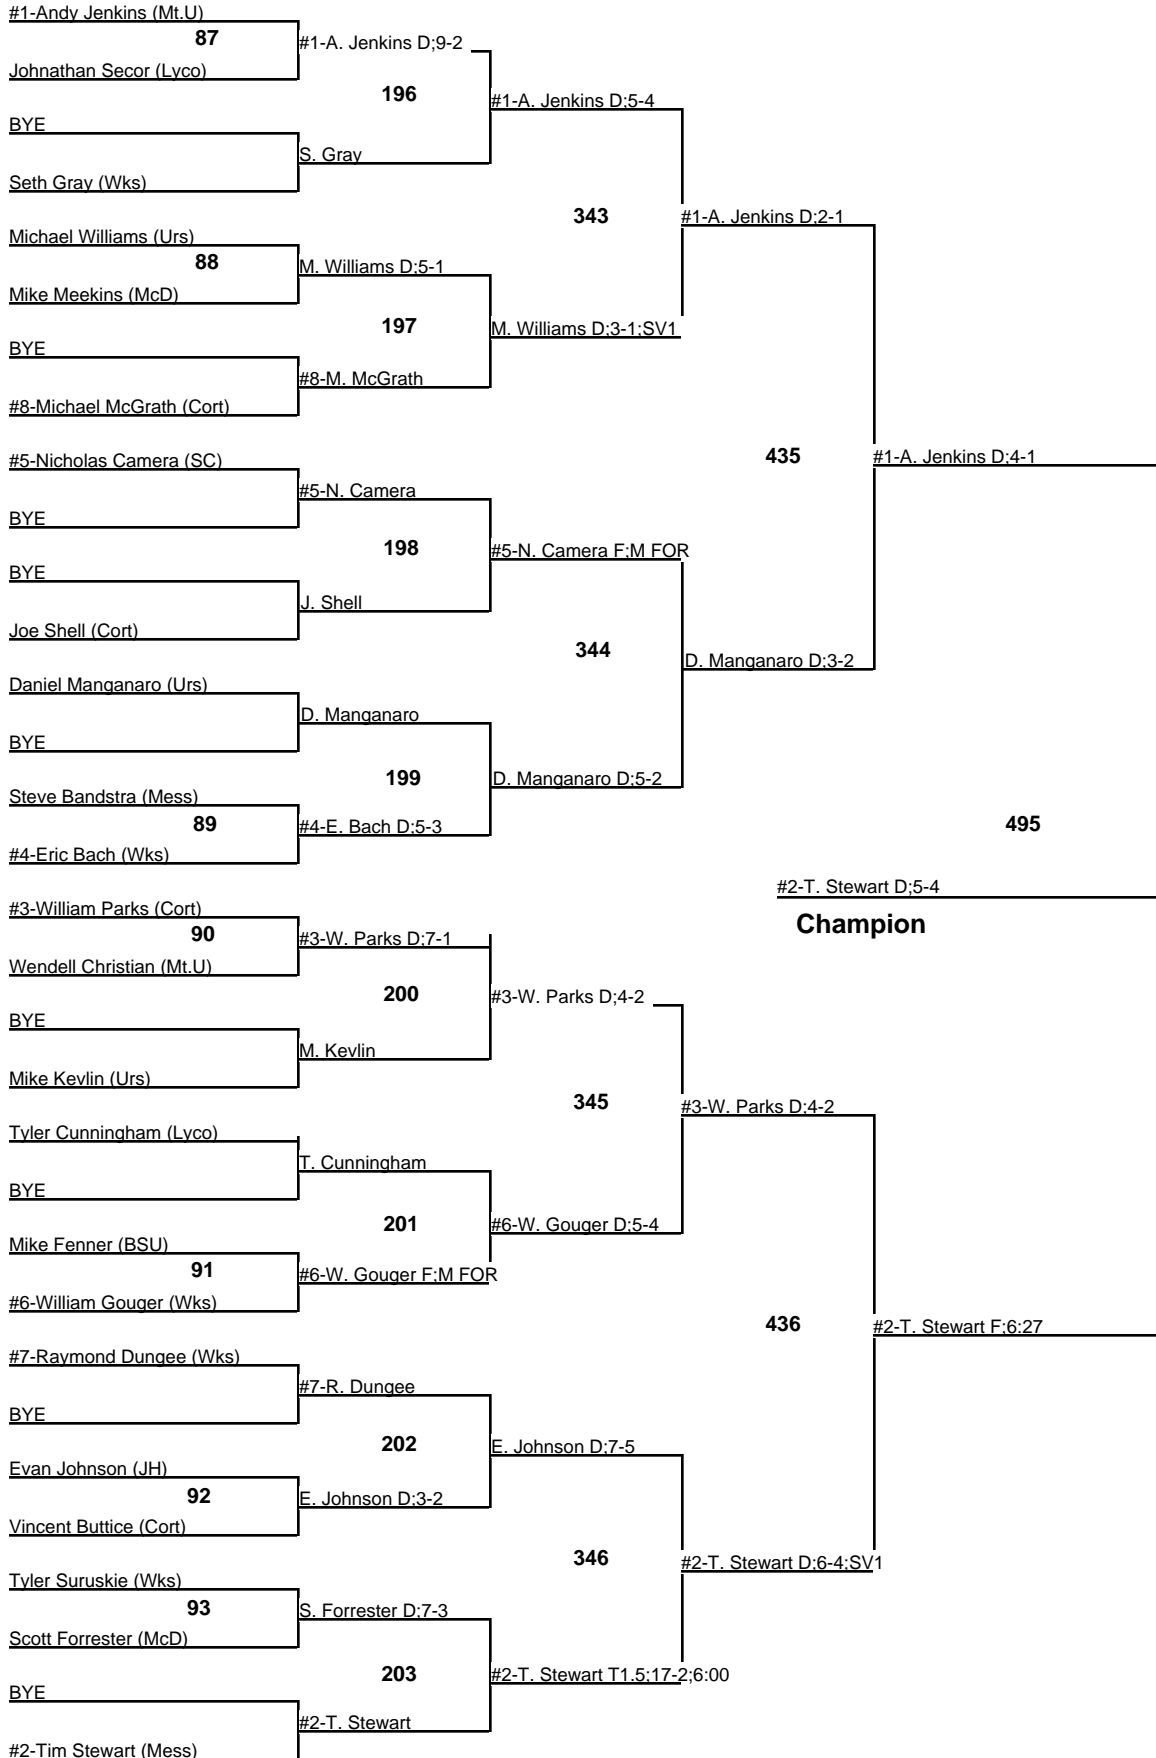 #1-Andy Jenkins (Mt.U)
87
#1-A. Jenkins D;9-2
Johnathan Secor (Lyco)
196
#1-A. Jenkins D;5-4
BYE
S. Gray
Seth Gray (Wks)
343
#1-A. Jenkins D;2-1
Michael Williams (Urs)
88
M. Williams D;5-1
Mike Meekins (McD)
197
M. Williams D;3-1;SV1
BYE
#8-M. McGrath
#8-Michael McGrath (Cort)
435
#1-A. Jenkins D;4-1
#5-Nicholas Camera (SC)
#5-N. Camera
BYE
198
#5-N. Camera F;M FOR
BYE
J. Shell
Joe Shell (Cort)
344
D. Manganaro D;3-2
Daniel Manganaro (Urs)
D. Manganaro
BYE
199
D. Manganaro D;5-2
Steve Bandstra (Mess)
89
#4-E. Bach D;5-3
495
#4-Eric Bach (Wks)
#2-T. Stewart D;5-4
Champion
#3-William Parks (Cort)
90
#3-W. Parks D;7-1
Wendell Christian (Mt.U)
200
#3-W. Parks D;4-2
BYE
M. Kevlin
Mike Kevlin (Urs)
345
#3-W. Parks D;4-2
Tyler Cunningham (Lyco)
T. Cunningham
BYE
201
#6-W. Gouger D;5-4
Mike Fenner (BSU)
91
#6-W. Gouger F;M FOR
#6-William Gouger (Wks)
436
#2-T. Stewart F;6:27
#7-Raymond Dungee (Wks)
#7-R. Dungee
BYE
202
E. Johnson D;7-5
Evan Johnson (JH)
92
E. Johnson D;3-2
Vincent Buttice (Cort)
346
#2-T. Stewart D;6-4;SV1
Tyler Suruskie (Wks)
93
S. Forrester D;7-3
Scott Forrester (McD)
203
#2-T. Stewart T1.5;17-2;6:00
BYE
#2-T. Stewart
#2-Tim Stewart (Mess)